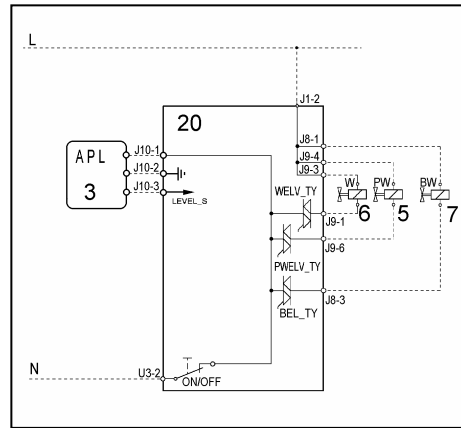 L
J1-2
20
J8-1
J9-4
J9-3
APL
3
J10-1
J10-2
J10-3
LEVEL_S
WELV_TY
W
PW
BW
6
5
7
J9-1
PWELV_TY
J9-6
J8-3
BEL_TY
N
U3-2
ON/OFF